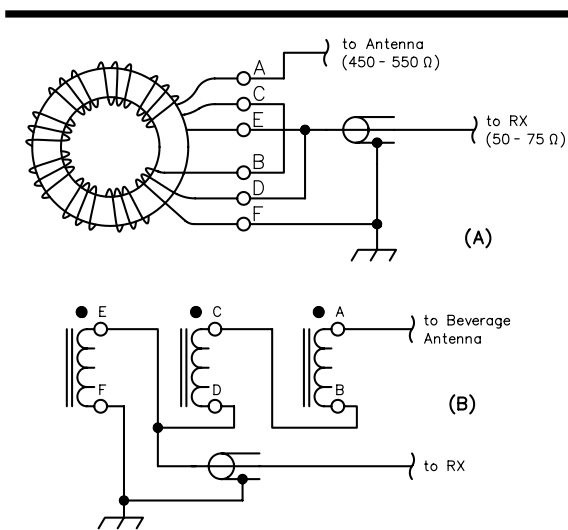 A
to Antenna
(450 - 550 Ω)
C
E
to RX
(50 - 75 Ω)
B
D
F
(A)
E
C
A
to Beverage
Antenna
F
D
B
(B)
to RX